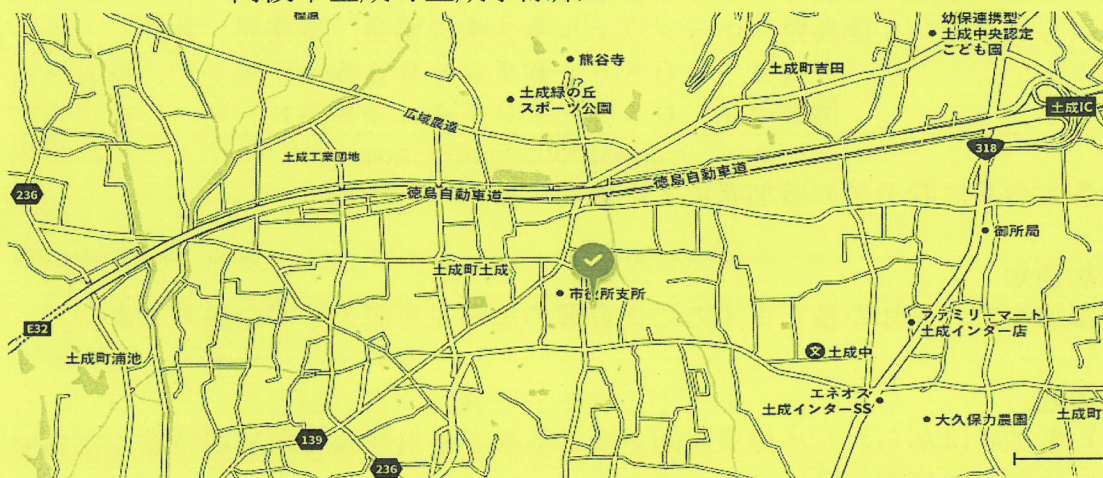 樫原
幼保連携型
土成中央認定
こども園
熊谷寺
土成町吉田
土成緑の丘
スポーツ公園
土成IC
広域農道
318
土成工業団地
徳島自動車道
徳島自動車道
236
御所局
土成町土成
市役所支所
ファミリーマート
土成インター店
E32
土成町浦池
土成中
エネオス
土成インターSS
大久保力農園
土成町
139
236